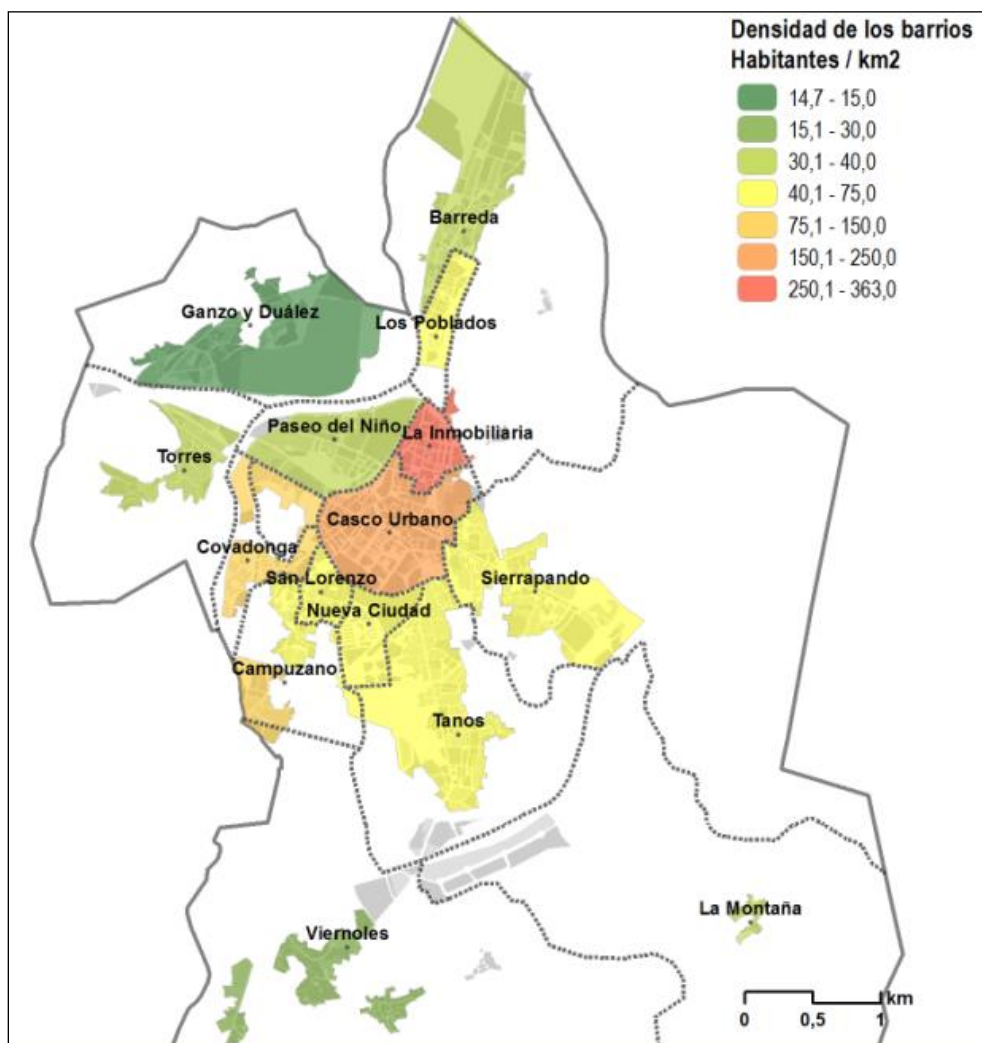 Densidad de los barrios
Habitantes / km2
14,7 - 15,0
15,1 - 30,0
30,1 - 40,0
40,1 - 75,0
75,1 - 150,0
150,1 - 250,0
250,1 - 363,0
Barreda
Ganzo y Duález
Los Poblados
Paseo del Niño
La Inmobiliaria
Torres
Casco Urbano
Covadonga
San Lorenzo
Sierrapando
Nueva Ciudad
Campuzano
Tanos
La Montaña
Viernoles
km
0 0,5 1